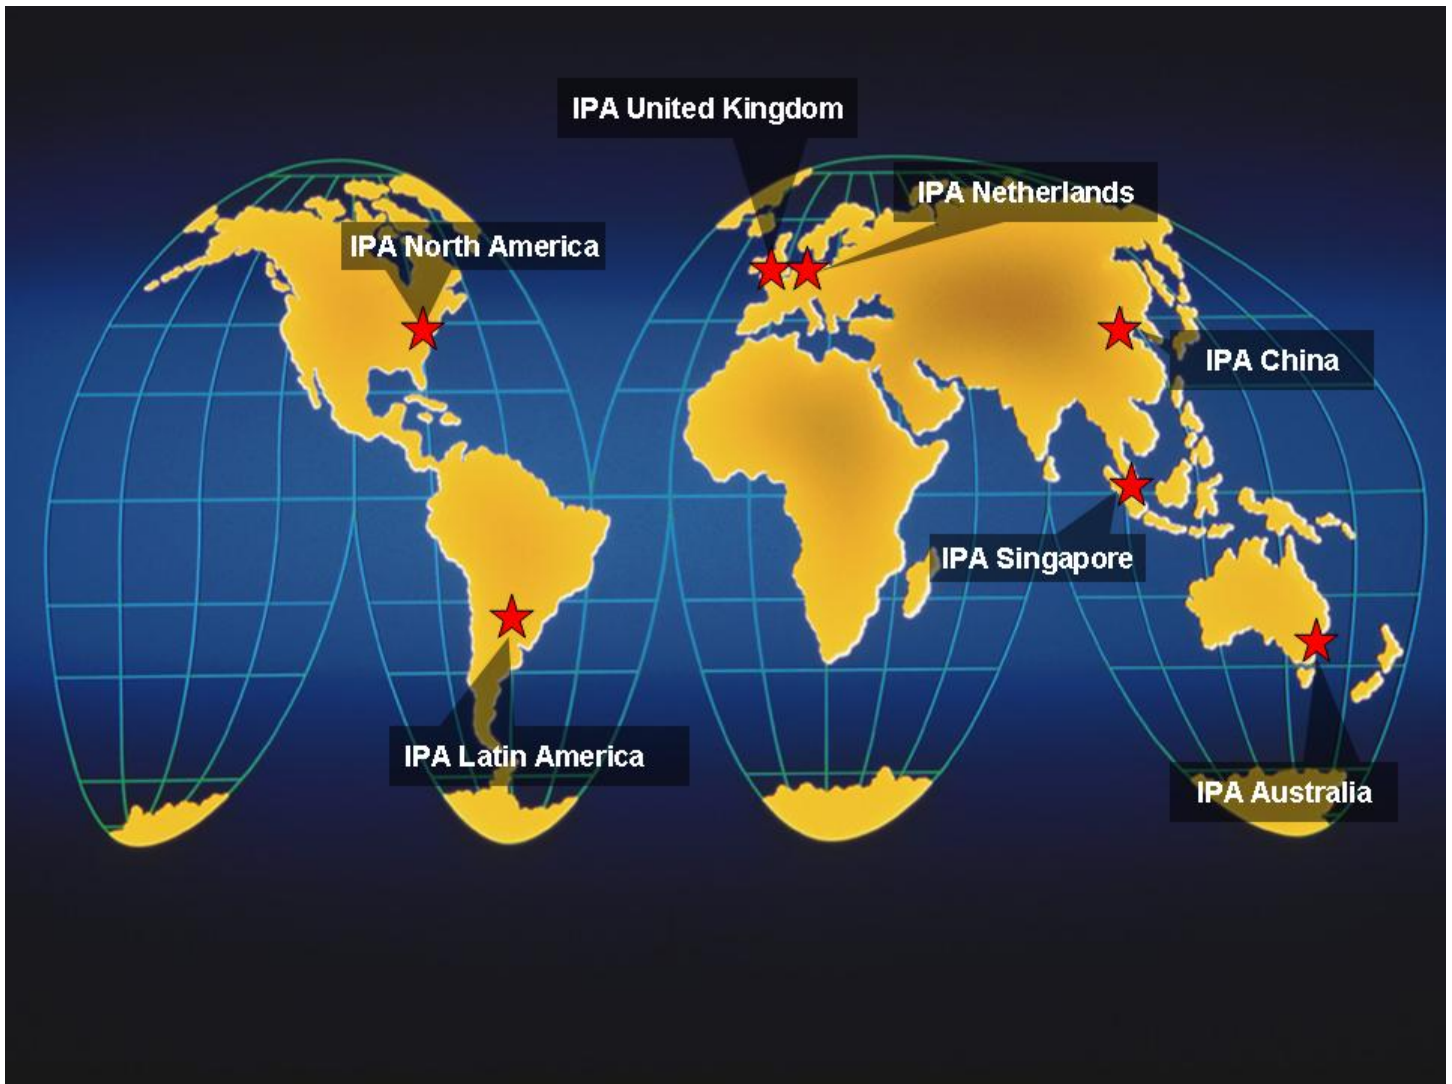 IPA United Kingdom
IPA Netherlands
IPA North America
IPA China
IPA Singapore
IPA Latin America
IPA Australia